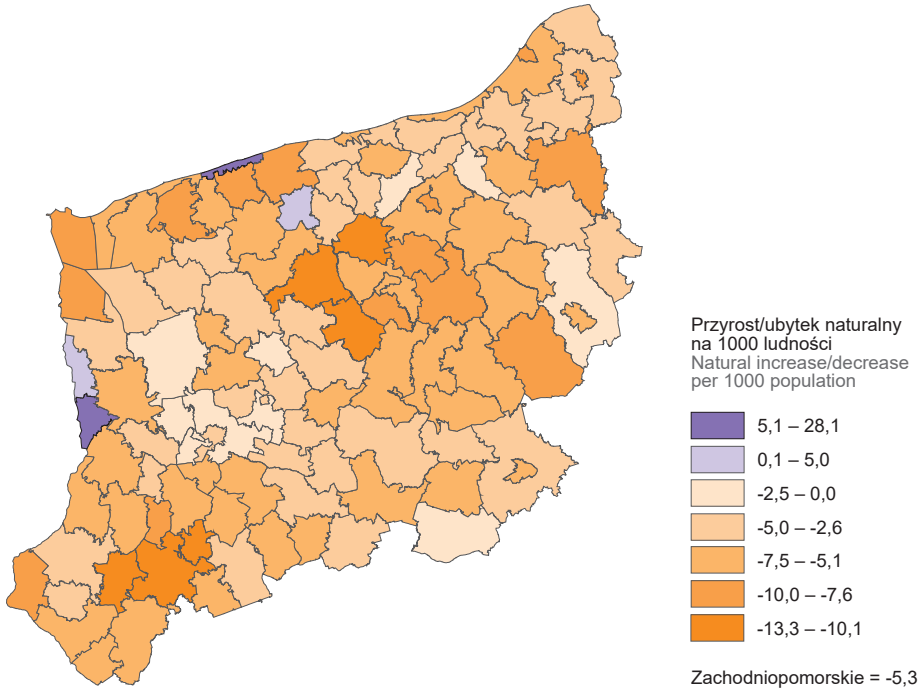 Przyrost/ubytek naturalny
na 1000 ludności
Natural increase/decrease
per 1000 population
5,1 – 28,1
0,1 – 5,0
-2,5 – 0,0
-5,0 – -2,6
-7,5 – -5,1
-10,0 – -7,6
-13,3 – -10,1
Zachodniopomorskie = -5,3